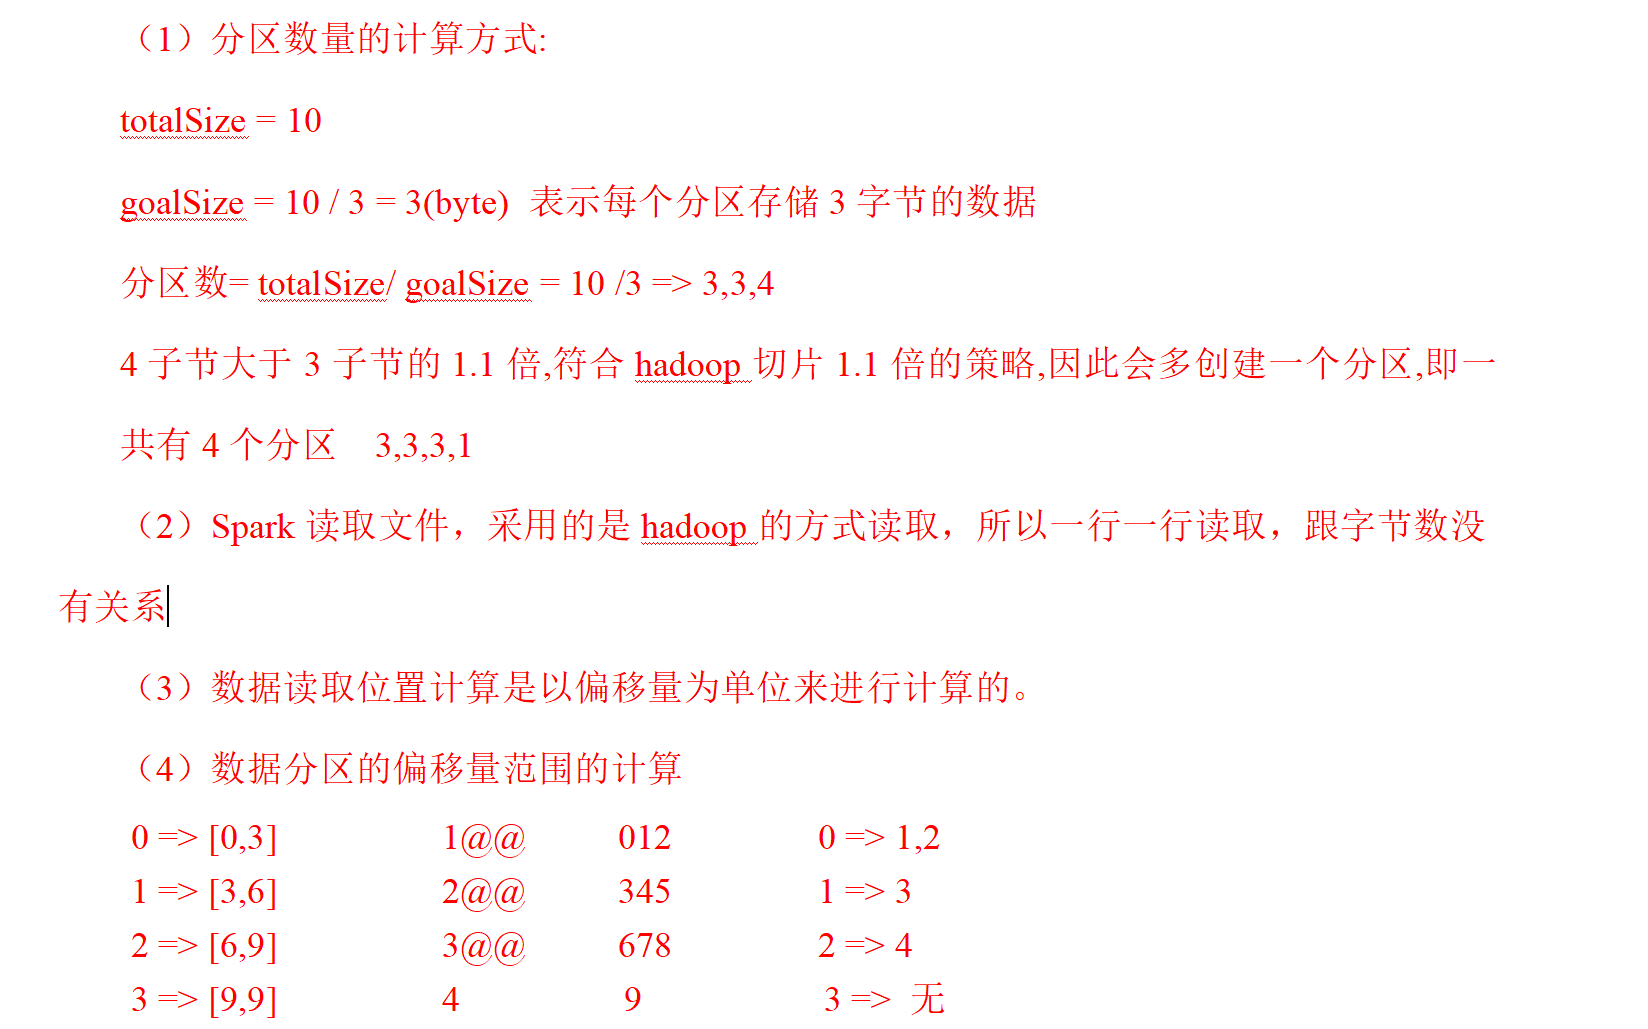 （1）分区数量的计算方式:
totalSize = 10
goalSize = 10 / 3 = 3(byte) 表示每个分区存储 3 字节的数据
分区数= totalSize/ goalSize = 10 /3 => 3,3,4
4 子节大于 3 子节的 1.1 倍,符合 hadoop 切片 1.1 倍的策略,因此会多创建一个分区,即一
共有 4 个分区 3,3,3,1
（2）Spark 读取文件，采用的是 hadoop 的方式读取，所以一行一行读取，跟字节数没
有关系
（3）数据读取位置计算是以偏移量为单位来进行计算的。
（4）数据分区的偏移量范围的计算
0 => [0,3] 1@@ 012 0 => 1,2
1 => [3,6] 2@@ 345 1 => 3
2 => [6,9] 3@@ 678 2 => 4
3 => [9,9] 4 9 3 => 无